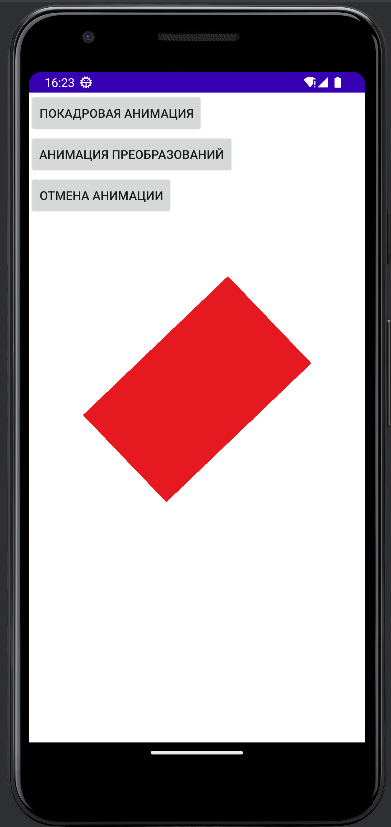 16:23
ПОКАДРОВАЯ АНИМАЦИЯ
АНИМАЦИЯ ПРЕОБРАЗОВАНИЙ
ОТМЕНА АНИМАЦИИ